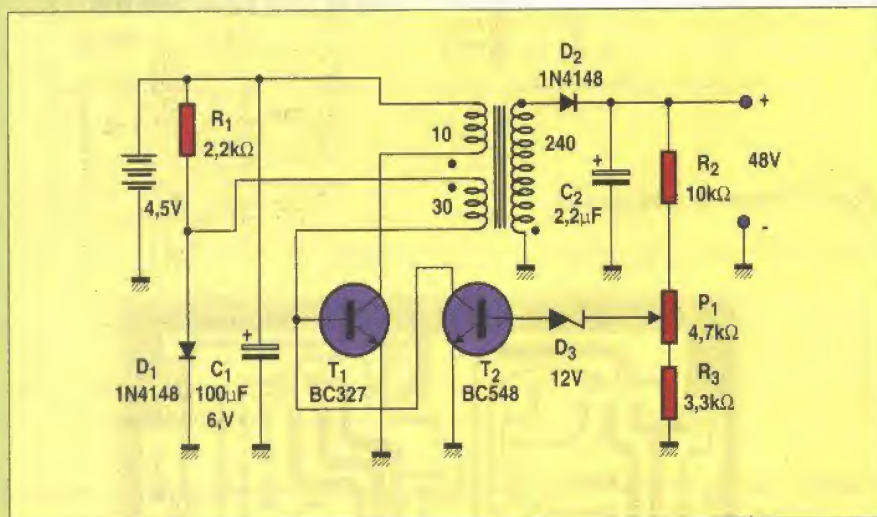 D₂
1N4148
R₁
2,2kΩ
10
240
+
+
48V
R₂
10kΩ
C₂
2,2µF
-
4,5V
30
P₁
4,7kΩ
+
D₁
1N4148
C₁
100µF
6,V
T₁
BC327
T₂
BC548
D₃
12V
R₃
3,3kΩ